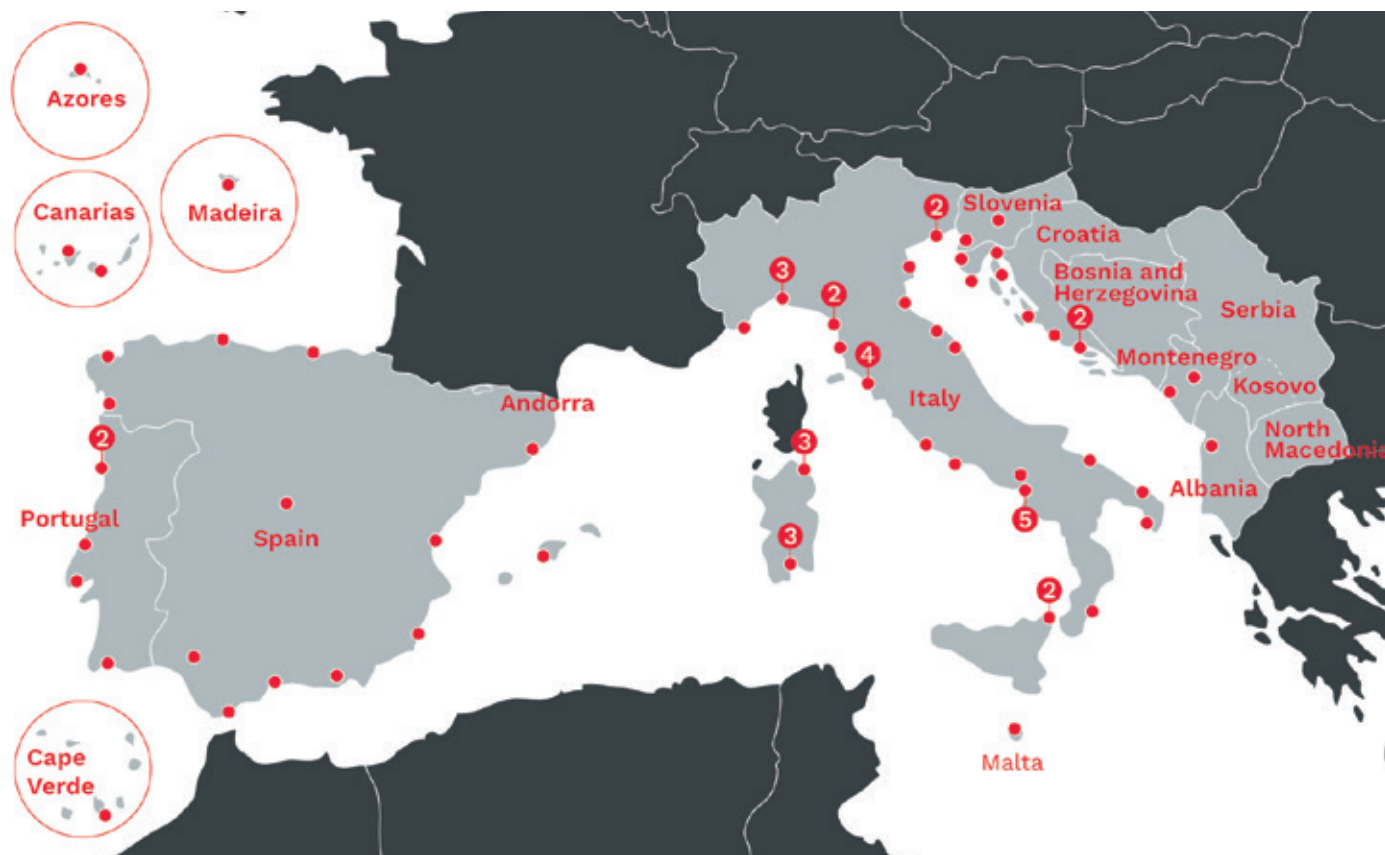 Azores
Canarias
Madeira
2
Slovenia
Croatia
3
2
Bosnia and
Herzegovina
2
Serbia
4
Montenegro
Kosovo
Andorra
Italy
2
3
North
Macedonia
Albania
Portugal
Spain
5
3
2
Cape
Verde
Malta